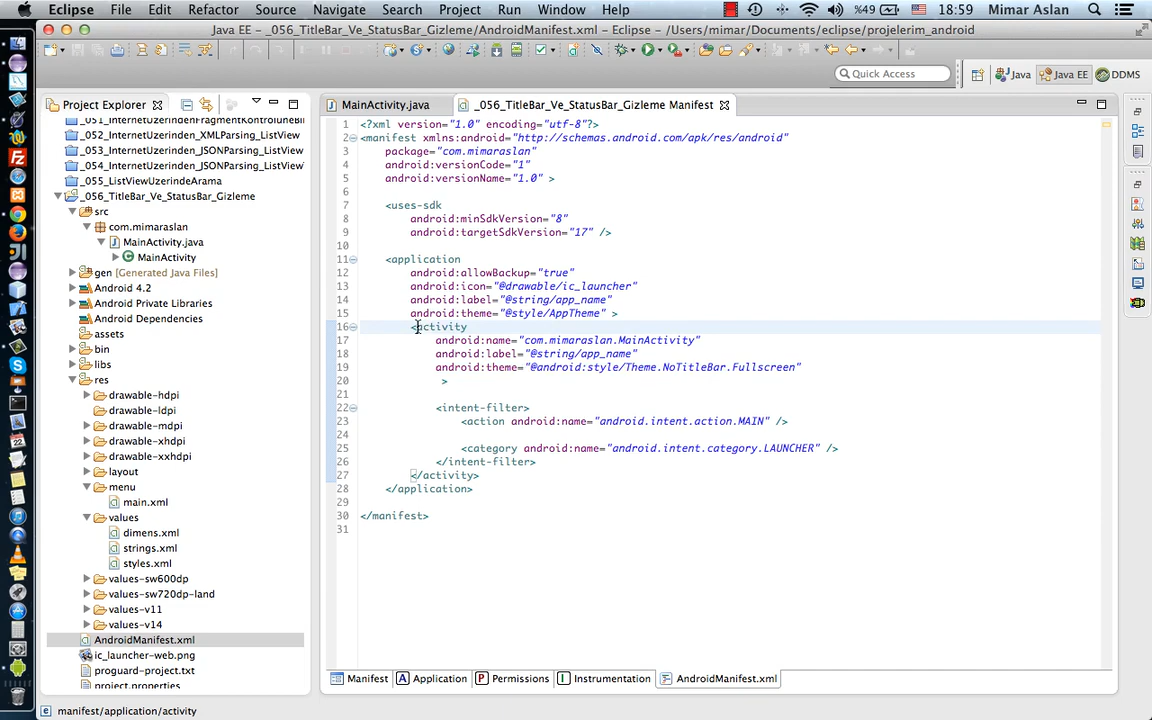 Eclipse File Edit Refactor Source Navigate Search Project Run Window Help %49 18:59 Mimar Aslan
Java EE - _056_TitleBar_Ve_StatusBar_Gizleme/AndroidManifest.xml - Eclipse - /Users/mimar/Documents/eclipse/projelerim_android
Quick Access Java Java EE DDMS
Project Explorer
_052_InternetUzerinden_XMLParsing_ListView
_053_InternetUzerinden_JSONParsing_ListView
_054_InternetUzerinden_JSONParsing_ListView
_055_ListViewUzerindeArama
_056_TitleBar_Ve_StatusBar_Gizleme
src
com.mimaraslan
MainActivity.java
MainActivity
gen [Generated Java Files]
Android 4.2
Android Private Libraries
Android Dependencies
assets
bin
libs
res
drawable-hdpi
drawable-ldpi
drawable-mdpi
drawable-xhdpi
drawable-xxhdpi
layout
menu
main.xml
values
dimens.xml
strings.xml
styles.xml
values-sw600dp
values-sw720dp-land
values-v11
values-v14
AndroidManifest.xml
ic_launcher-web.png
proguard-project.txt
project.properties
MainActivity.java _056_TitleBar_Ve_StatusBar_Gizleme Manifest
1 <?xml version="1.0" encoding="utf-8"?>
2 <manifest xmlns:android="http://schemas.android.com/apk/res/android"
3 package="com.mimaraslan"
4 android:versionCode="1"
5 android:versionName="1.0" >
6
7 <uses-sdk
8 android:minSdkVersion="8"
9 android:targetSdkVersion="17" />
10
11 <application
12 android:allowBackup="true"
13 android:icon="@drawable/ic_launcher"
14 android:label="@string/app_name"
15 android:theme="@style/AppTheme" >
16 <activity
17 android:name="com.mimaraslan.MainActivity"
18 android:label="@string/app_name"
19 android:theme="@android:style/Theme.NoTitleBar.Fullscreen"
20 >
21
22 <intent-filter>
23 <action android:name="android.intent.action.MAIN" />
24
25 <category android:name="android.intent.category.LAUNCHER" />
26 </intent-filter>
27 </activity>
28 </application>
29
30 </manifest>
31
Manifest Application Permissions Instrumentation AndroidManifest.xml
manifest/application/activity